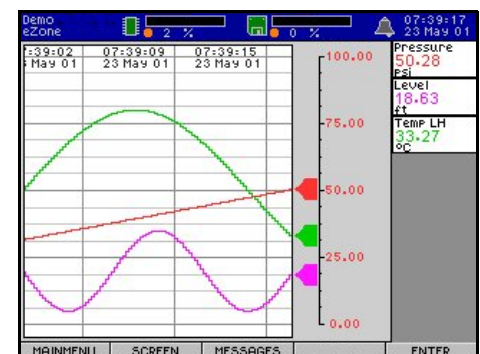 Demo
eZone
2 %
0 %
07:39:17
23 May 01
:39:02 07:39:09 07:39:15
May 01 23 May 01 23 May 01
100.00
75.00
50.00
25.00
0.00
Pressure
50.28
psi
Level
18.63
ft
Temp LH
33.27
°C
MAINMENU SCREEN MESSAGES ENTER